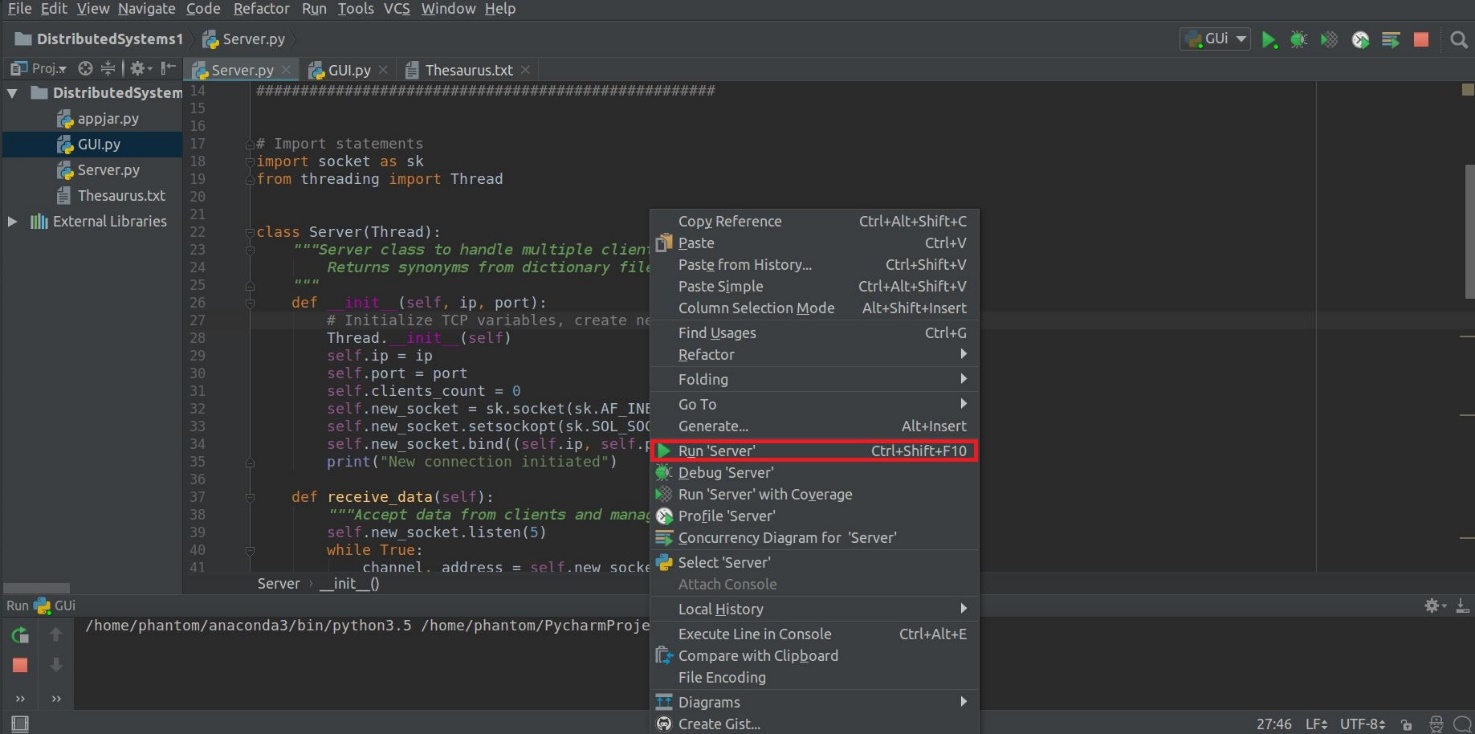 File Edit View Navigate Code Refactor Run Tools VCS Window Help
DistributedSystems1 Server.py GUi
Proj.. Server.py GUI.py Thesaurus.txt
DistributedSystem
appjar.py
GUI.py
Server.py
Thesaurus.txt
External Libraries
14 ####################################################
15
16
17 # Import statements
18 import socket as sk
19 from threading import Thread
20
21
22 class Server(Thread):
23 """Server class to handle multiple clien
24 Returns synonyms from dictionary file
25 """
26 def __init__(self, ip, port):
27 # Initialize TCP variables, create ne
28 Thread.__init__(self)
29 self.ip = ip
30 self.port = port
31 self.clients_count = 0
32 self.new_socket = sk.socket(sk.AF_INE
33 self.new_socket.setsockopt(sk.SOL_SOC
34 self.new_socket.bind((self.ip, self.p
35 print("New connection initiated")
36
37 def receive_data(self):
38 """Accept data from clients and manag
39 self.new_socket.listen(5)
40 while True:
41 channel, address = self.new_socke
Server __init__()
Copy Reference Ctrl+Alt+Shift+C
Paste Ctrl+V
Paste from History... Ctrl+Shift+V
Paste Simple Ctrl+Alt+Shift+V
Column Selection Mode Alt+Shift+Insert
Find Usages Ctrl+G
Refactor
Folding
Go To
Generate... Alt+Insert
Run 'Server' Ctrl+Shift+F10
Debug 'Server'
Run 'Server' with Coverage
Profile 'Server'
Concurrency Diagram for 'Server'
Select 'Server'
Attach Console
Local History
Execute Line in Console Ctrl+Alt+E
Compare with Clipboard
File Encoding
Diagrams
Create Gist...
Run GUi
/home/phantom/anaconda3/bin/python3.5 /home/phantom/PycharmProje
27:46 LF UTF-8